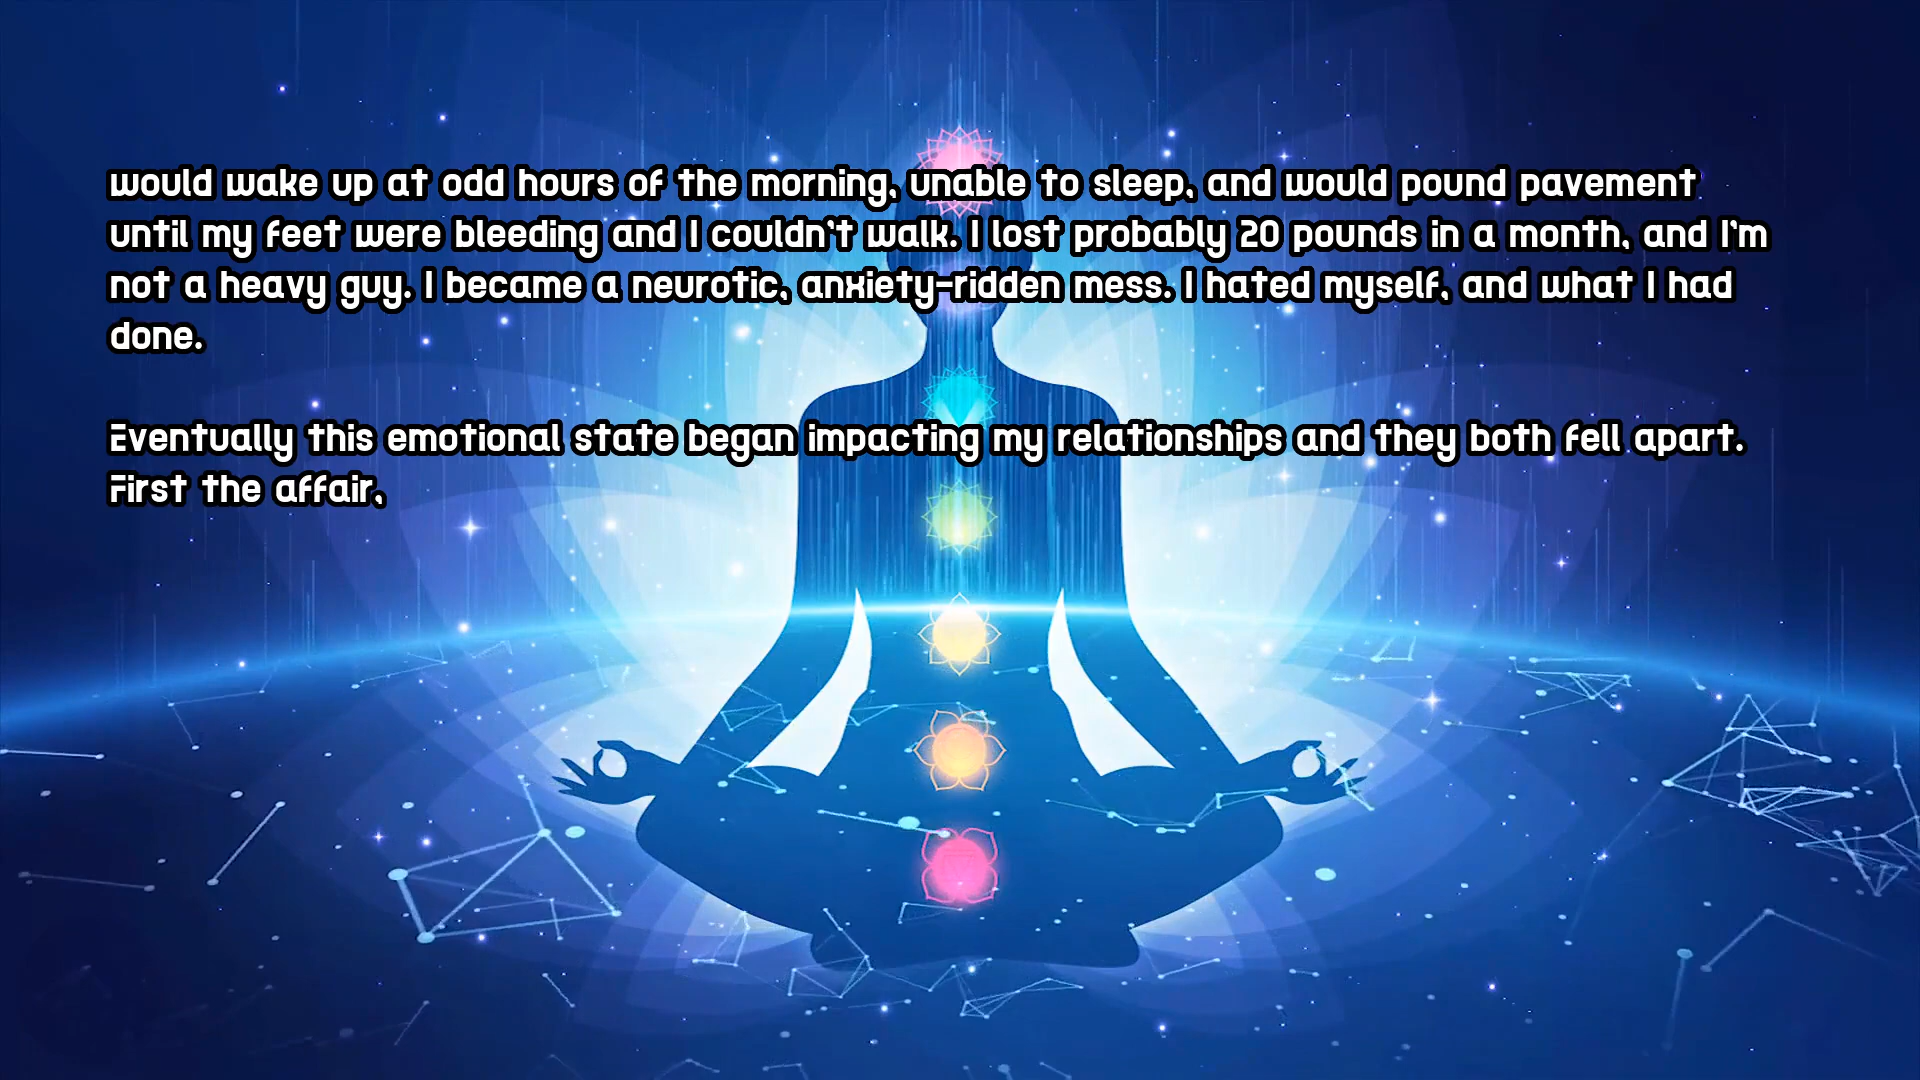 would wake up at odd hours of the morning, unable to sleep, and would pound pavement
until my feet were bleeding and I couldn't walk. I lost probably 20 pounds in a month, and I'm
not a heavy guy. I became a neurotic, anxiety-ridden mess. I hated myself, and what I had
done.
Eventually this emotional state began impacting my relationships and they both fell apart.
First the affair,